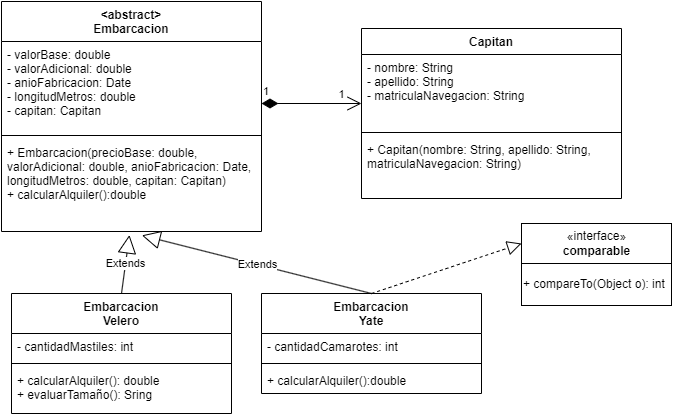 <abstract>
Embarcacion
- valorBase: double
- valorAdicional: double
- anioFabricacion: Date
- longitudMetros: double
- capitan: Capitan
+ Embarcacion(precioBase: double,
valorAdicional: double, anioFabricacion: Date,
longitudMetros: double, capitan: Capitan)
+ calcularAlquiler():double
1
1
Capitan
- nombre: String
- apellido: String
- matriculaNavegacion: String
+ Capitan(nombre: String, apellido: String,
matriculaNavegacion: String)
Extends
Extends
«interface»
comparable
+ compareTo(Object o): int
Embarcacion
Velero
- cantidadMastiles: int
+ calcularAlquiler(): double
+ evaluarTamaño(): Sring
Embarcacion
Yate
- cantidadCamarotes: int
+ calcularAlquiler():double